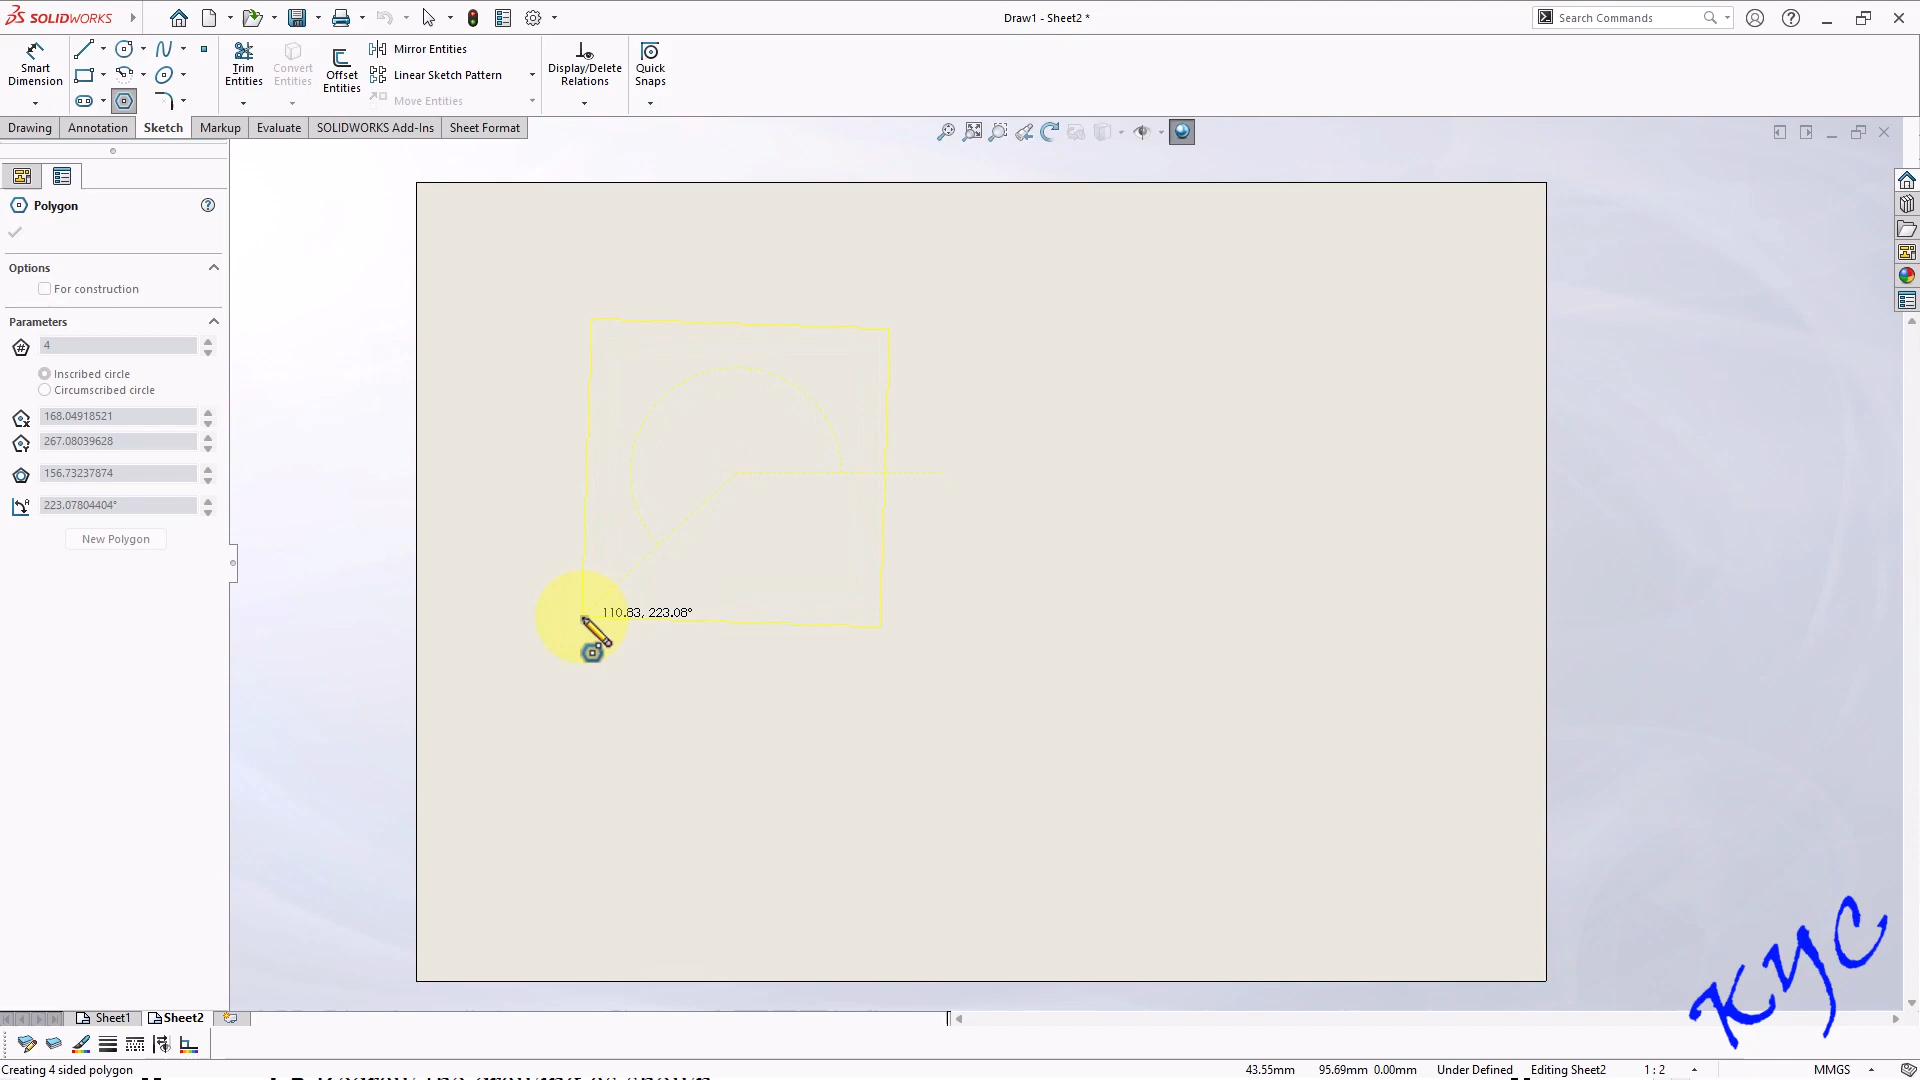 SOLIDWORKS
Draw1 - Sheet2 *
Search Commands
Smart Dimension
Trim Entities
Convert Entities
Offset Entities
Mirror Entities
Linear Sketch Pattern
Move Entities
Display/Delete Relations
Quick Snaps
Drawing
Annotation
Sketch
Markup
Evaluate
SOLIDWORKS Add-Ins
Sheet Format
Polygon
Options
For construction
Parameters
4
Inscribed circle
Circumscribed circle
168.04918521
267.08039628
156.73237874
223.07804404°
New Polygon
110.83, 223.08°
KYC
Sheet1
Sheet2
Creating 4 sided polygon
43.55mm
95.69mm
0.00mm
Under Defined
Editing Sheet2
1 : 2
MMGS